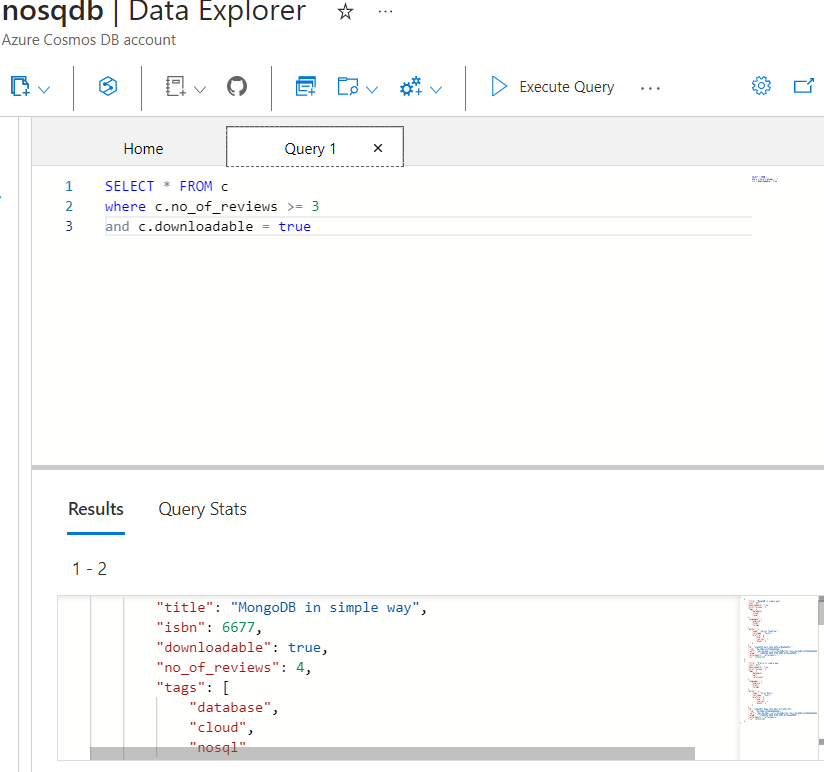 nosqdb | Data Explorer
Azure Cosmos DB account
Execute Query
Home
Query 1
1 SELECT * FROM c
2 where c.no_of_reviews >= 3
3 and c.downloadable = true
Results
Query Stats
1 - 2
"title": "MongoDB in simple way",
"isbn": 6677,
"downloadable": true,
"no_of_reviews": 4,
"tags": [
"database",
"cloud",
"nosql"